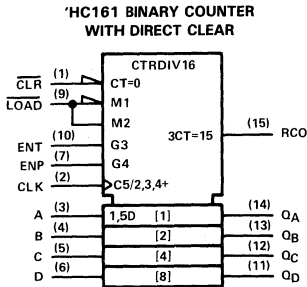 'HC161 BINARY COUNTER
WITH DIRECT CLEAR
CTRDIV16
CLR (1) CT=0
LOAD (9) M1
M2
3CT=15 (15) RCO
ENT (10) G3
ENP (7) G4
CLK (2) C5/2,3,4+
A (3) 1,5D [1] (14) QA
B (4) [2] (13) QB
C (5) [4] (12) QC
D (6) [8] (11) QD